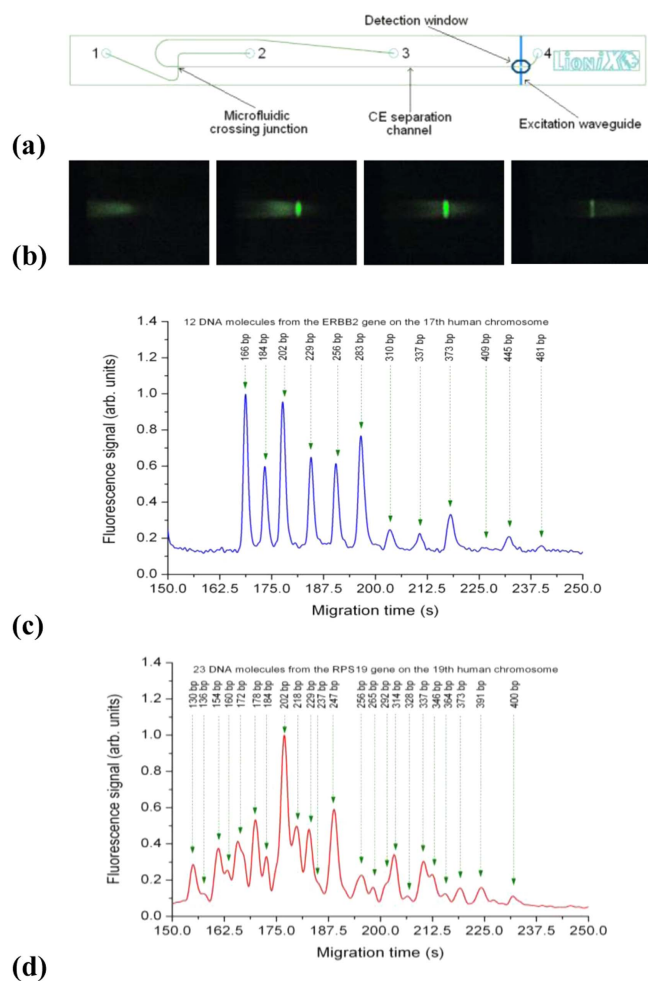 Detection window
1 2 3 4 LioniX
Microfluidic crossing junction
CE separation channel
Excitation waveguide
(a)
(b)
12 DNA molecules from the ERBB2 gene on the 17th human chromosome
166 bp
184 bp
202 bp
229 bp
256 bp
283 bp
310 bp
337 bp
373 bp
409 bp
445 bp
481 bp
Fluorescence signal (arb. units)
1.4
1.2
1.0
0.8
0.6
0.4
0.2
0.0
150.0 162.5 175.0 187.5 200.0 212.5 225.0 237.5 250.0
Migration time (s)
(c)
23 DNA molecules from the RPS19 gene on the 19th human chromosome
130 bp
136 bp
154 bp
160 bp
172 bp
178 bp
184 bp
202 bp
218 bp
229 bp
237 bp
247 bp
256 bp
265 bp
292 bp
314 bp
328 bp
337 bp
346 bp
364 bp
373 bp
391 bp
400 bp
Fluorescence signal (arb. units)
1.4
1.2
1.0
0.8
0.6
0.4
0.2
0.0
150.0 162.5 175.0 187.5 200.0 212.5 225.0 237.5 250.0
Migration time (s)
(d)